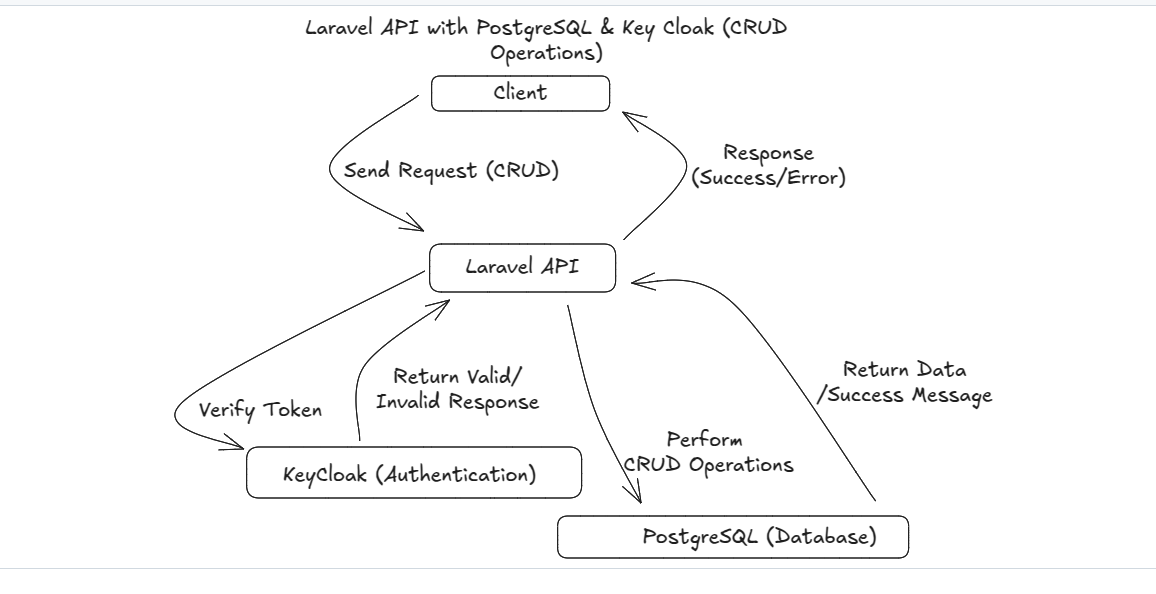 Laravel API with PostgreSQL & Key Cloak (CRUD
Operations)
Client
Send Request (CRUD)
Response
(Success/Error)
Laravel API
Return Valid/
Invalid Response
Verify Token
Return Data
/Success Message
Perform
CRUD Operations
KeyCloak (Authentication)
PostgreSQL (Database)